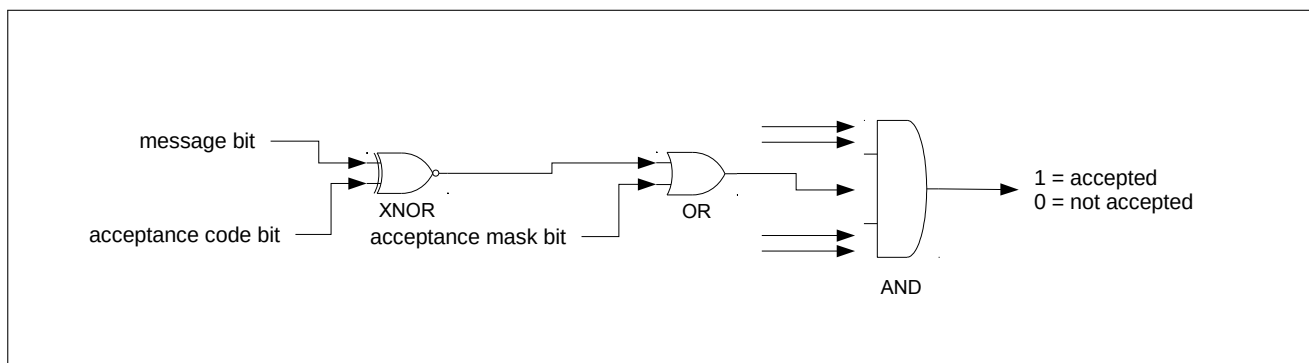 message bit
acceptance code bit
XNOR
acceptance mask bit
OR
AND
1 = accepted
0 = not accepted